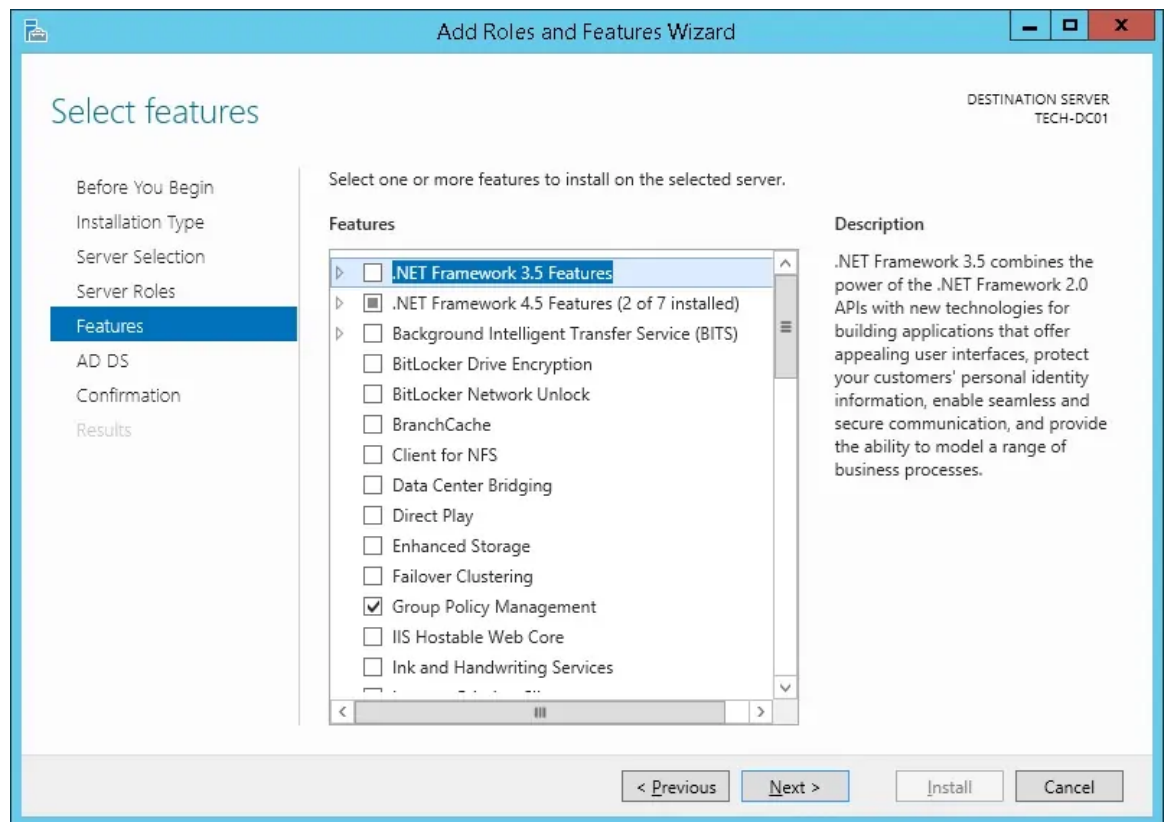 Add Roles and Features Wizard
Select features
DESTINATION SERVER
TECH-DC01
Before You Begin
Installation Type
Server Selection
Server Roles
Features
AD DS
Confirmation
Results
Select one or more features to install on the selected server.
Features
.NET Framework 3.5 Features
.NET Framework 4.5 Features (2 of 7 installed)
Background Intelligent Transfer Service (BITS)
BitLocker Drive Encryption
BitLocker Network Unlock
BranchCache
Client for NFS
Data Center Bridging
Direct Play
Enhanced Storage
Failover Clustering
Group Policy Management
IIS Hostable Web Core
Ink and Handwriting Services
Description
.NET Framework 3.5 combines the
power of the .NET Framework 2.0
APIs with new technologies for
building applications that offer
appealing user interfaces, protect
your customers' personal identity
information, enable seamless and
secure communication, and provide
the ability to model a range of
business processes.
< Previous
Next >
Install
Cancel